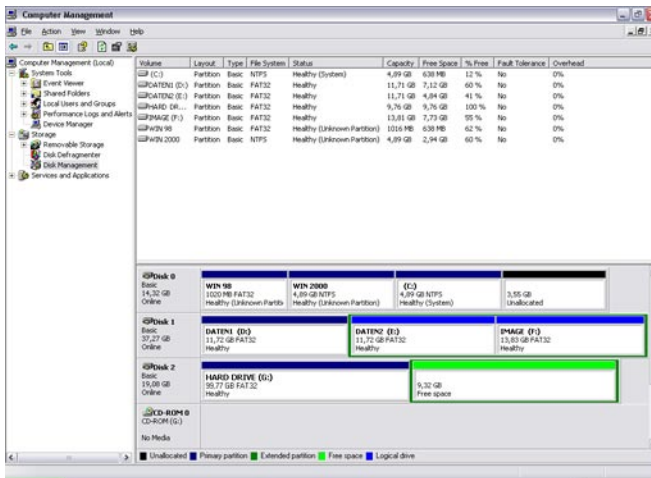 Computer Management
File Action View Window Help
Computer Management (Local)
System Tools
Event Viewer
Shared Folders
Local Users and Groups
Performance Logs and Alerts
Device Manager
Storage
Removable Storage
Disk Defragmenter
Disk Management
Services and Applications
Volume Layout Type File System Status Capacity Free Space % Free Fault Tolerance Overhead
(C:) Partition Basic NTFS Healthy (System) 4,89 GB 638 MB 12 % No 0%
DATEN1 (D:) Partition Basic FAT32 Healthy 11,71 GB 7,12 GB 60 % No 0%
DATEN2 (E:) Partition Basic FAT32 Healthy 11,71 GB 4,84 GB 41 % No 0%
HARD DR... Partition Basic FAT32 Healthy 9,76 GB 9,76 GB 100 % No 0%
IMAGE (F:) Partition Basic FAT32 Healthy 13,81 GB 7,73 GB 55 % No 0%
WIN 98 Partition Basic FAT32 Healthy (Unknown Partition) 1016 MB 638 MB 62 % No 0%
WIN 2000 Partition Basic NTFS Healthy (Unknown Partition) 4,89 GB 2,94 GB 60 % No 0%
Disk 0
Basic
14,32 GB
Online
WIN 98
1020 MB FAT32
Healthy (Unknown Partitio
WIN 2000
4,89 GB NTFS
Healthy (Unknown Partition)
(C:)
4,89 GB NTFS
Healthy (System)
3,55 GB
Unallocated
Disk 1
Basic
37,27 GB
Online
DATEN1 (D:)
11,72 GB FAT32
Healthy
DATEN2 (E:)
11,72 GB FAT32
Healthy
IMAGE (F:)
13,83 GB FAT32
Healthy
Disk 2
Basic
19,08 GB
Online
HARD DRIVE (G:)
GB FAT32
Healthy
9,32 GB
Free space
CD-ROM 0
CD-ROM (G:)
No Media
Unallocated Primary partition Extended partition Free space Logical drive